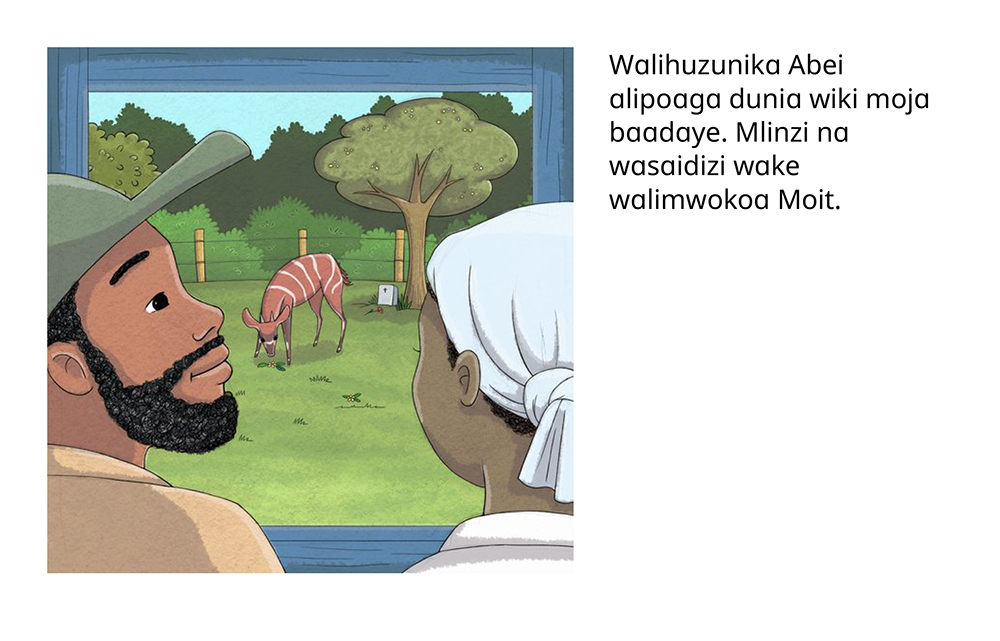 Walihuzunika Abei
alipoaga dunia wiki moja
baadaye. Mlinzi na
wasaidizi wake
walimwokoa Moit.